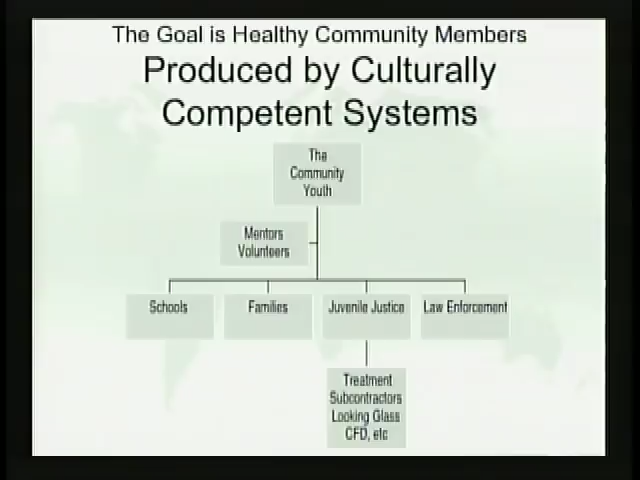 The Goal is Healthy Community Members
Produced by Culturally
Competent Systems
The
Community
Youth
Mentors
Volunteers
Schools
Families
Juvenile Justice
Law Enforcement
Treatment
Subcontractors
Looking Glass
CFD, etc